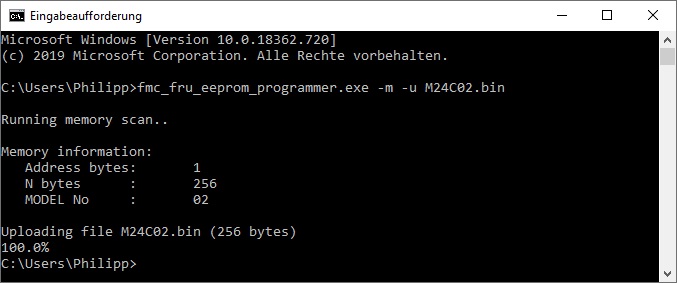 Eingabeaufforderung
Microsoft Windows [Version 10.0.18362.720]
(c) 2019 Microsoft Corporation. Alle Rechte vorbehalten.
C:\Users\Philipp>fmc_fru_eeprom_programmer.exe -m -u M24C02.bin
Running memory scan..
Memory information:
Address bytes: 1
N bytes : 256
MODEL No : 02
Uploading file M24C02.bin (256 bytes)
100.0%
C:\Users\Philipp>